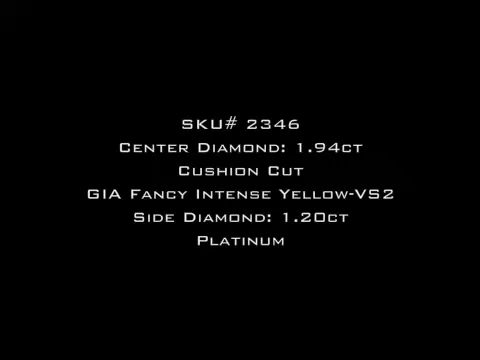 SKU# 2346
Center Diamond: 1.94ct
Cushion Cut
GIA Fancy Intense Yellow-VS2
Side Diamond: 1.20ct
Platinum